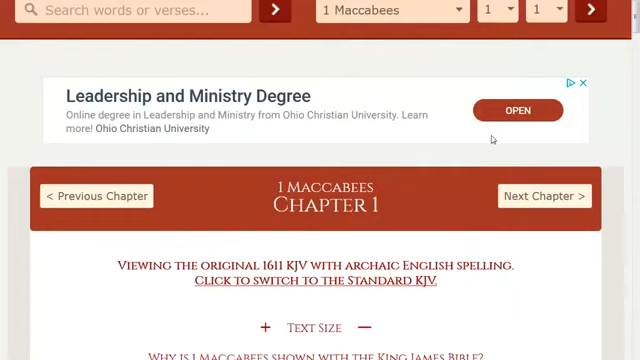 Search words or verses...
1 Maccabees 1 1
Leadership and Ministry Degree
Online degree in Leadership and Ministry from Ohio Christian University. Learn
more! Ohio Christian University
OPEN
< Previous Chapter
1 Maccabees
Chapter 1
Next Chapter >
Viewing the original 1611 KJV with archaic English spelling.
Click to switch to the Standard KJV.
+ Text Size —
Why is 1 Maccabees shown with the King James Bible?